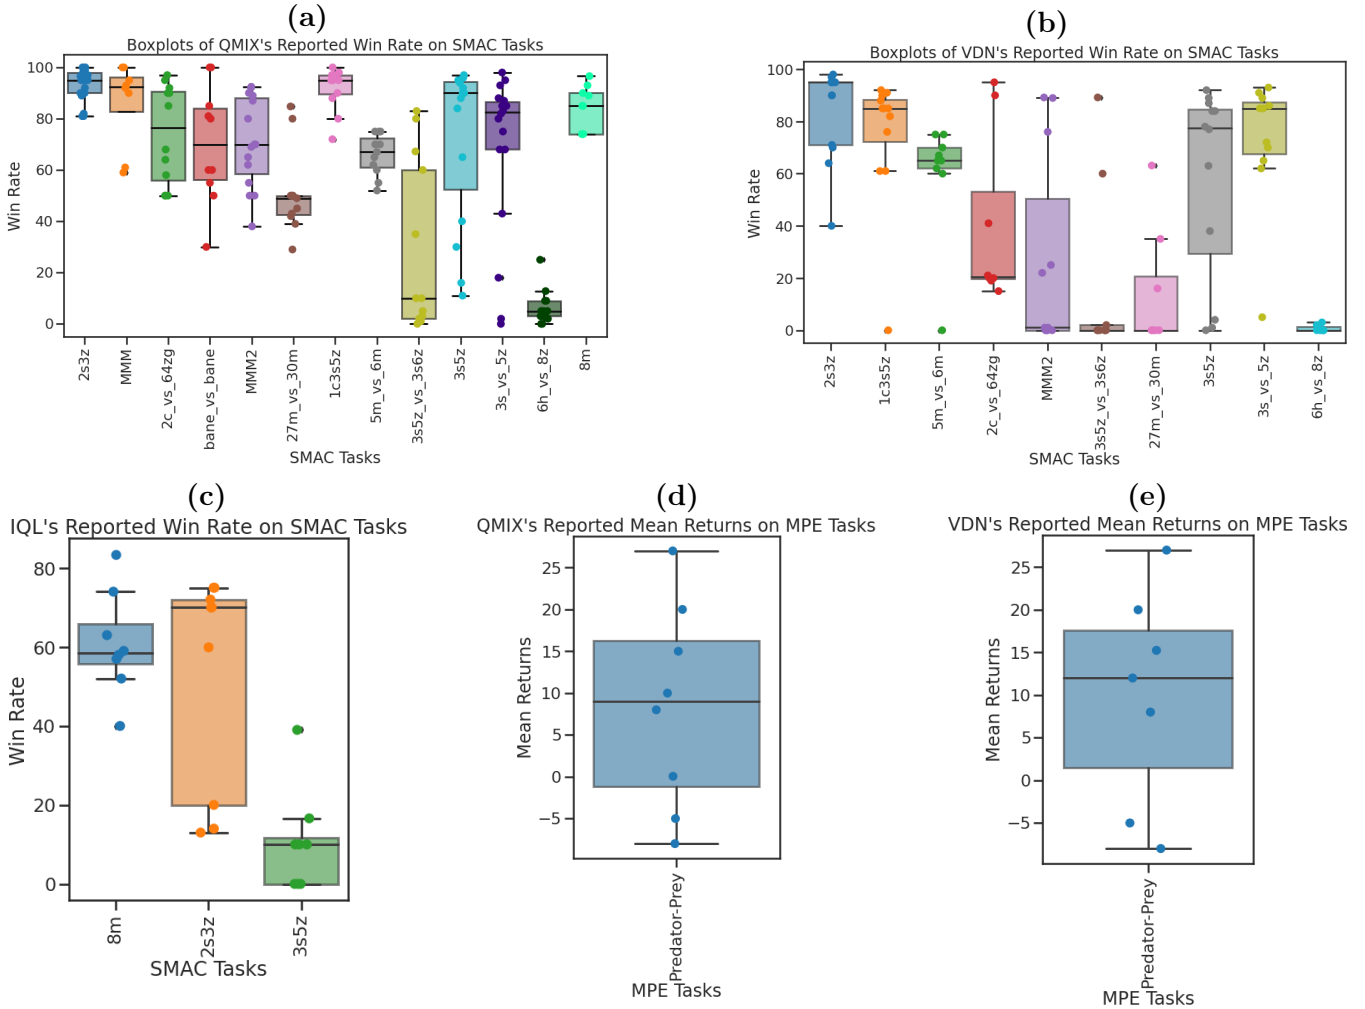 (a)
Boxplots of QMIX's Reported Win Rate on SMAC Tasks
Win Rate
100
80
60
40
20
0
2s3z
MMM
2c_vs_64zg
bane_vs_bane
MMM2
27m_vs_30m
1c3s5z
5m_vs_6m
3s5z_vs_3s6z
3s5z
3s_vs_5z
6h_vs_8z
8m
SMAC Tasks
(b)
Boxplots of VDN's Reported Win Rate on SMAC Tasks
Win Rate
100
80
60
40
20
0
2s3z
1c3s5z
5m_vs_6m
2c_vs_64zg
MMM2
3s5z_vs_3s6z
27m_vs_30m
3s5z
3s_vs_5z
6h_vs_8z
SMAC Tasks
(c)
IQL's Reported Win Rate on SMAC Tasks
Win Rate
80
60
40
20
0
8m
2s3z
3s5z
SMAC Tasks
(d)
QMIX's Reported Mean Returns on MPE Tasks
Mean Returns
25
20
15
10
5
0
−5
Predator-Prey
MPE Tasks
(e)
VDN's Reported Mean Returns on MPE Tasks
Mean Returns
25
20
15
10
5
0
−5
Predator-Prey
MPE Tasks